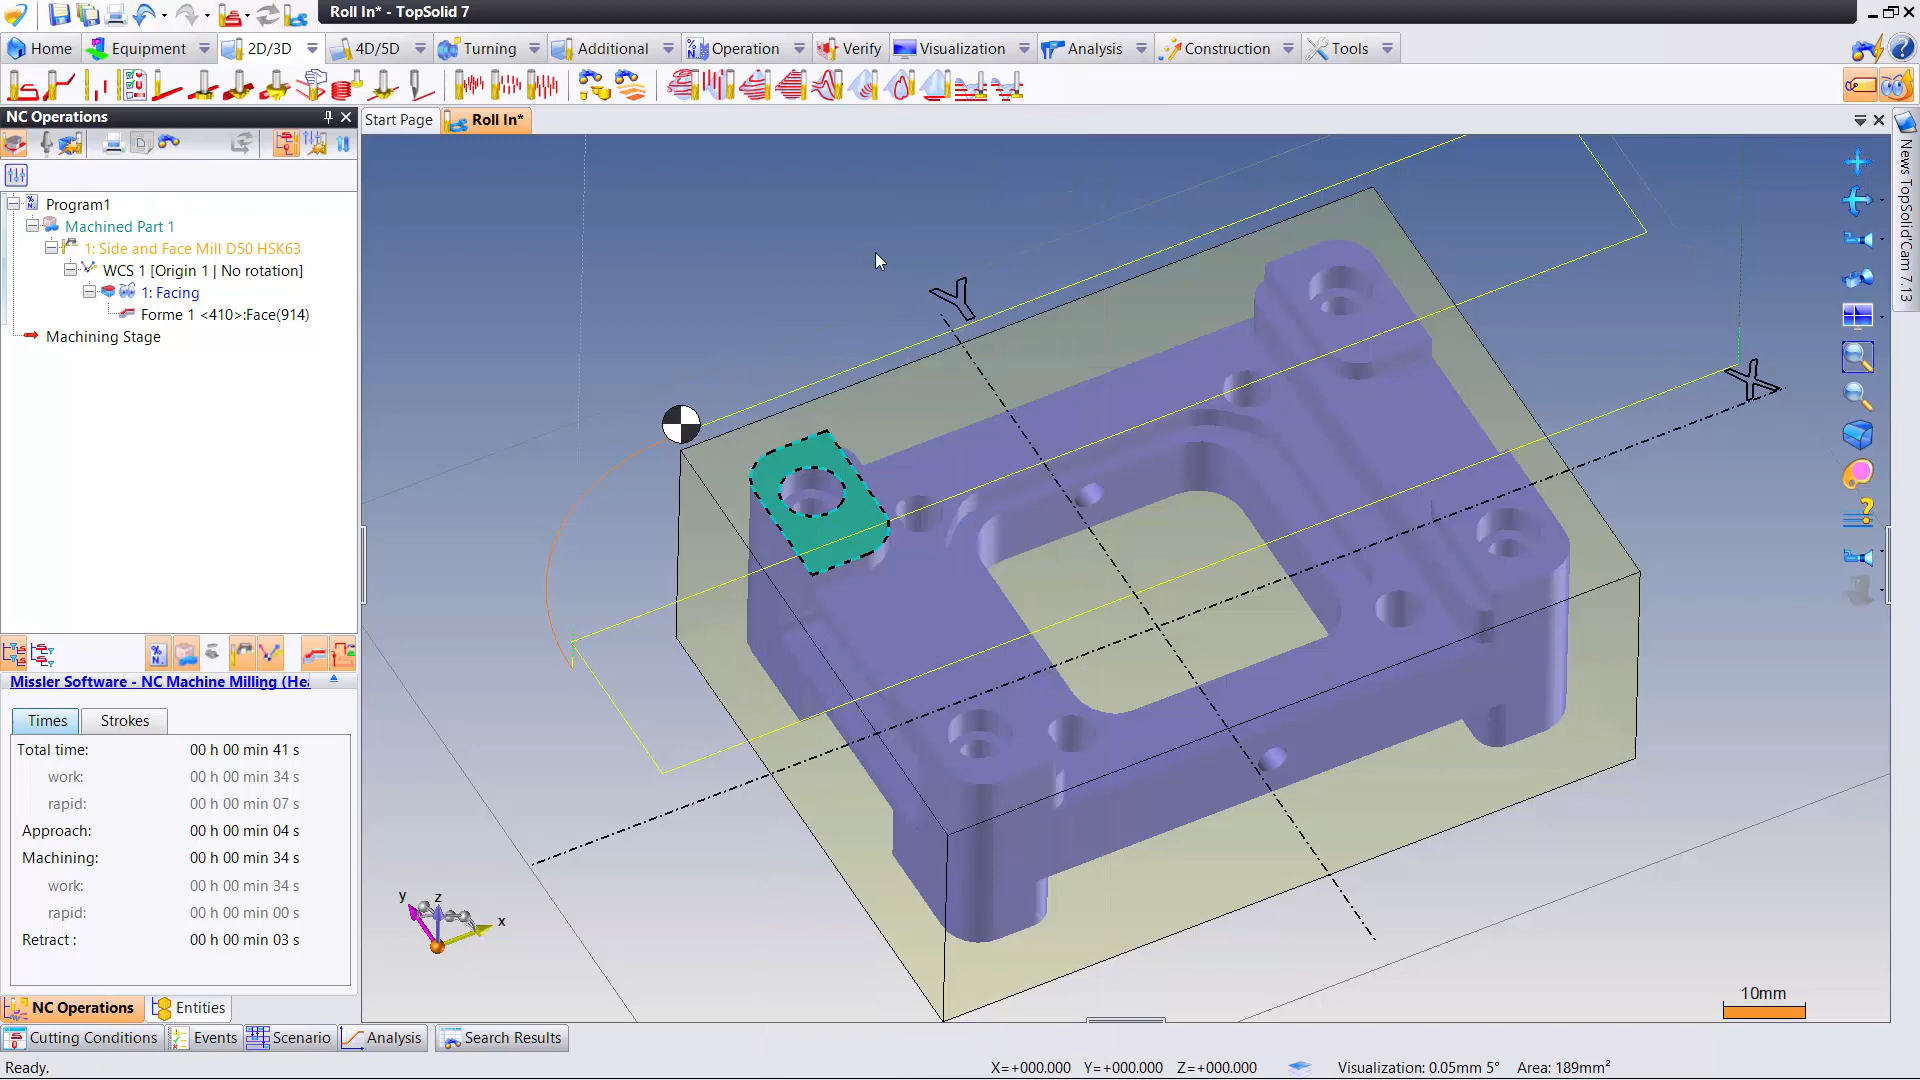 Roll In* - TopSolid 7
Home
Equipment
2D/3D
4D/5D
Turning
Additional
Operation
Verify
Visualization
Analysis
Construction
Tools
NC Operations
Start Page
Roll In*
News TopSolid'Cam 7.13
Program1
Machined Part 1
1: Side and Face Mill D50 HSK63
WCS 1 [Origin 1 | No rotation]
1: Facing
Forme 1 <410>:Face(914)
Machining Stage
Y
X
Missler Software - NC Machine Milling (He
Times
Strokes
Total time: 00 h 00 min 41 s
work: 00 h 00 min 34 s
rapid: 00 h 00 min 07 s
Approach: 00 h 00 min 04 s
Machining: 00 h 00 min 34 s
work: 00 h 00 min 34 s
rapid: 00 h 00 min 00 s
Retract : 00 h 00 min 03 s
y
z
x
10mm
NC Operations
Entities
Cutting Conditions
Events
Scenario
Analysis
Search Results
Ready.
X=+000.000 Y=+000.000 Z=+000.000
Visualization: 0.05mm 5°
Area: 189mm²